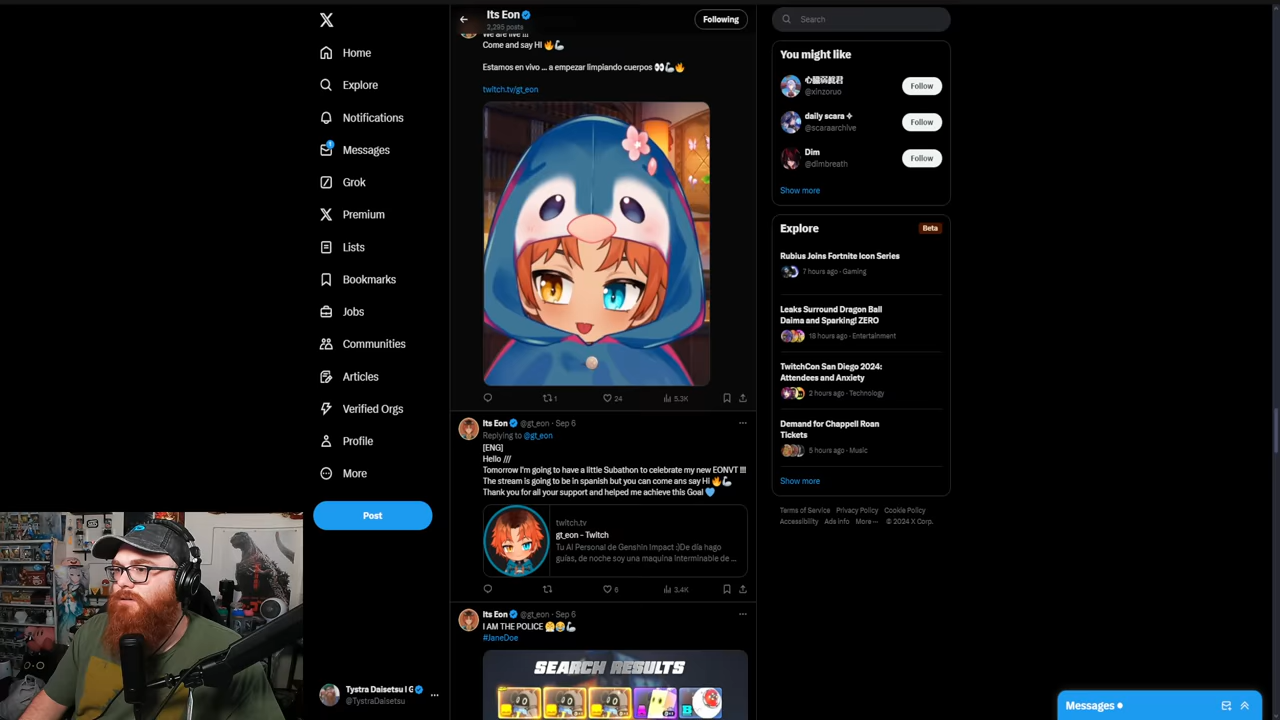 Home
Explore
Notifications
1
Messages
Grok
Premium
Lists
Bookmarks
Jobs
Communities
Articles
Verified Orgs
Profile
More
Post
Tystra Daisetsu I G
@TystraDaisetsu
Its Eon
2,295 posts
Following
We are live !!!
Come and say Hi 🔥💪
Estamos en vivo ... a empezar limpiando cuerpos 👀💪🔥
twitch.tv/gt_eon
1
24
5.3K
Its Eon @gt_eon · Sep 6
Replying to @gt_eon
[ENG]
Hello ///
Tomorrow I'm going to have a little Subathon to celebrate my new EONVT !!!
The stream is going to be in spanish but you can come ans say Hi 🔥💪
Thank you for all your support and helped me achieve this Goal 💙
twitch.tv
gt_eon - Twitch
Tu AI Personal de Genshin Impact :)De día hago
guías, de noche soy una maquina interminable de ...
6
3.4K
Its Eon @gt_eon · Sep 6
I AM THE POLICE 😤😭💪
#JaneDoe
SEARCH RESULTS
Search
You might like
@xinzoruo
Follow
daily scara ✧
@scaraarchive
Follow
Dim
@dimbreath
Follow
Show more
Explore
Beta
Rubius Joins Fortnite Icon Series
7 hours ago · Gaming
Leaks Surround Dragon Ball
Daima and Sparking! ZERO
18 hours ago · Entertainment
TwitchCon San Diego 2024:
Attendees and Anxiety
2 hours ago · Technology
Demand for Chappell Roan
Tickets
5 hours ago · Music
Show more
Terms of Service Privacy Policy Cookie Policy
Accessibility Ads info More ··· © 2024 X Corp.
Messages